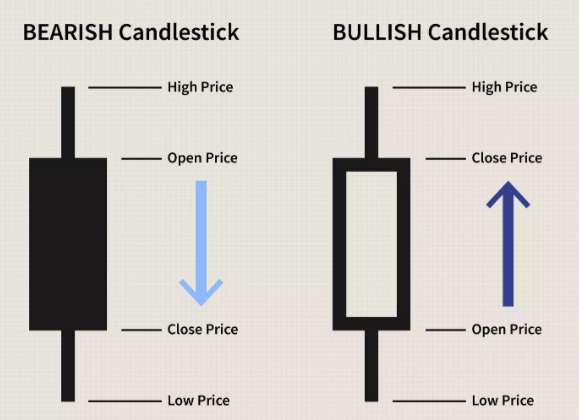 BEARISH Candlestick
High Price
Open Price
Close Price
Low Price
BULLISH Candlestick
High Price
Close Price
Open Price
Low Price